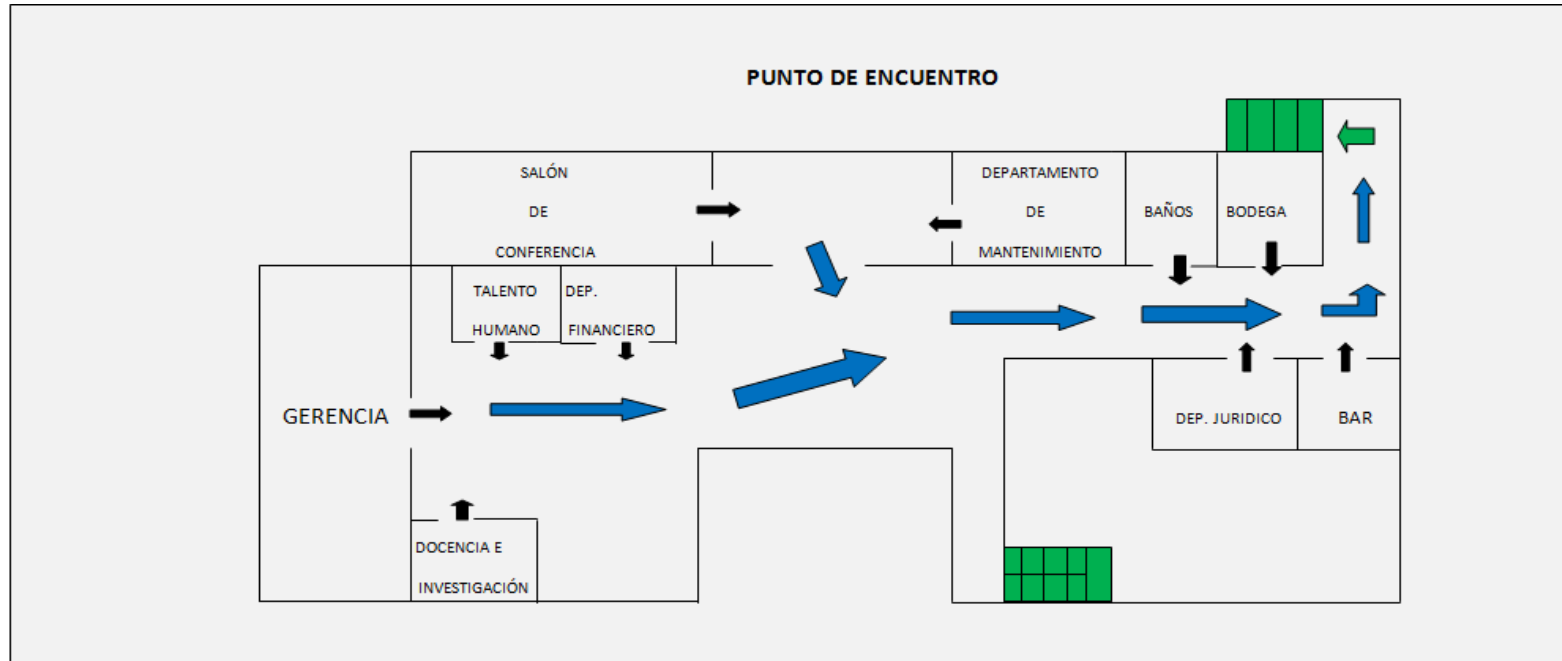 PUNTO DE ENCUENTRO
SALÓN
DE
CONFERENCIA
DEPARTAMENTO
DE
MANTENIMIENTO
BAÑOS
BODEGA
TALENTO
HUMANO
DEP.
FINANCIERO
GERENCIA
DEP. JURIDICO
BAR
DOCENCIA E
INVESTIGACIÓN